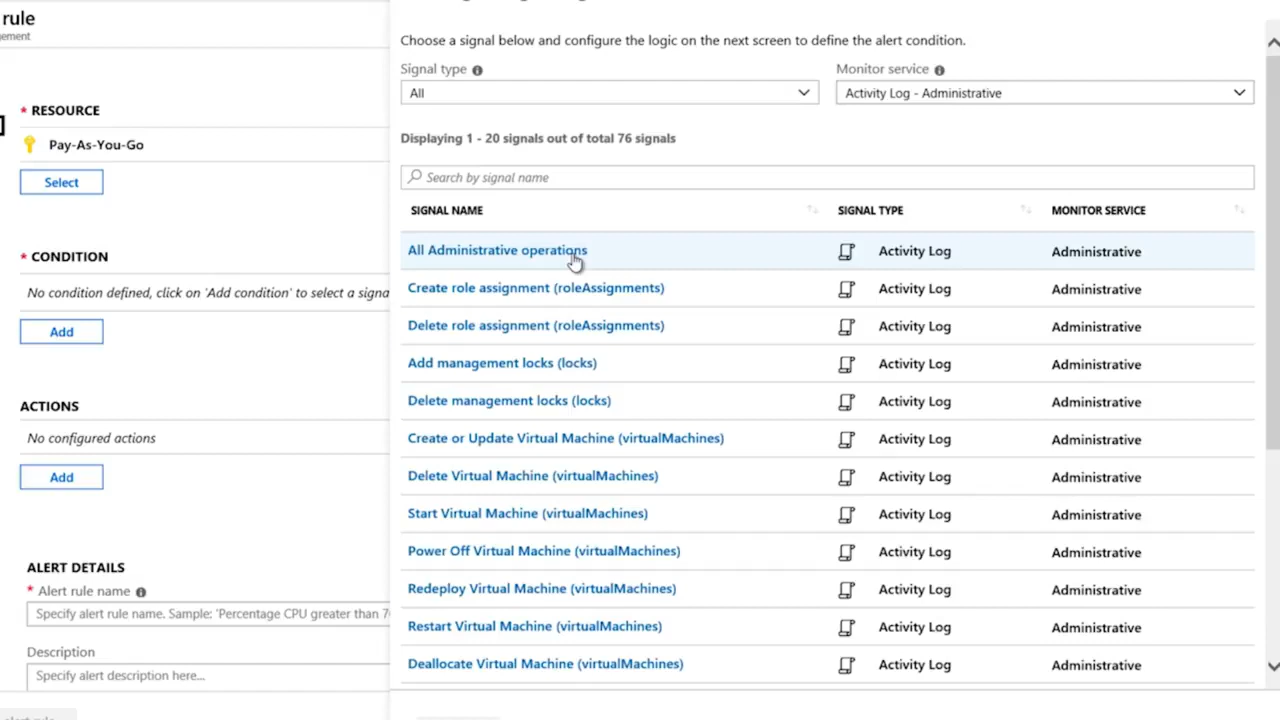 rule
ement
* RESOURCE
Pay-As-You-Go
Select
* CONDITION
No condition defined, click on 'Add condition' to select a signa
Add
ACTIONS
No configured actions
Add
ALERT DETAILS
* Alert rule name
Specify alert rule name. Sample: 'Percentage CPU greater than 7
Description
Specify alert description here...
Choose a signal below and configure the logic on the next screen to define the alert condition.
Signal type
Monitor service
All
Activity Log - Administrative
Displaying 1 - 20 signals out of total 76 signals
Search by signal name
SIGNAL NAME SIGNAL TYPE MONITOR SERVICE
All Administrative operations Activity Log Administrative
Create role assignment (roleAssignments) Activity Log Administrative
Delete role assignment (roleAssignments) Activity Log Administrative
Add management locks (locks) Activity Log Administrative
Delete management locks (locks) Activity Log Administrative
Create or Update Virtual Machine (virtualMachines) Activity Log Administrative
Delete Virtual Machine (virtualMachines) Activity Log Administrative
Start Virtual Machine (virtualMachines) Activity Log Administrative
Power Off Virtual Machine (virtualMachines) Activity Log Administrative
Redeploy Virtual Machine (virtualMachines) Activity Log Administrative
Restart Virtual Machine (virtualMachines) Activity Log Administrative
Deallocate Virtual Machine (virtualMachines) Activity Log Administrative